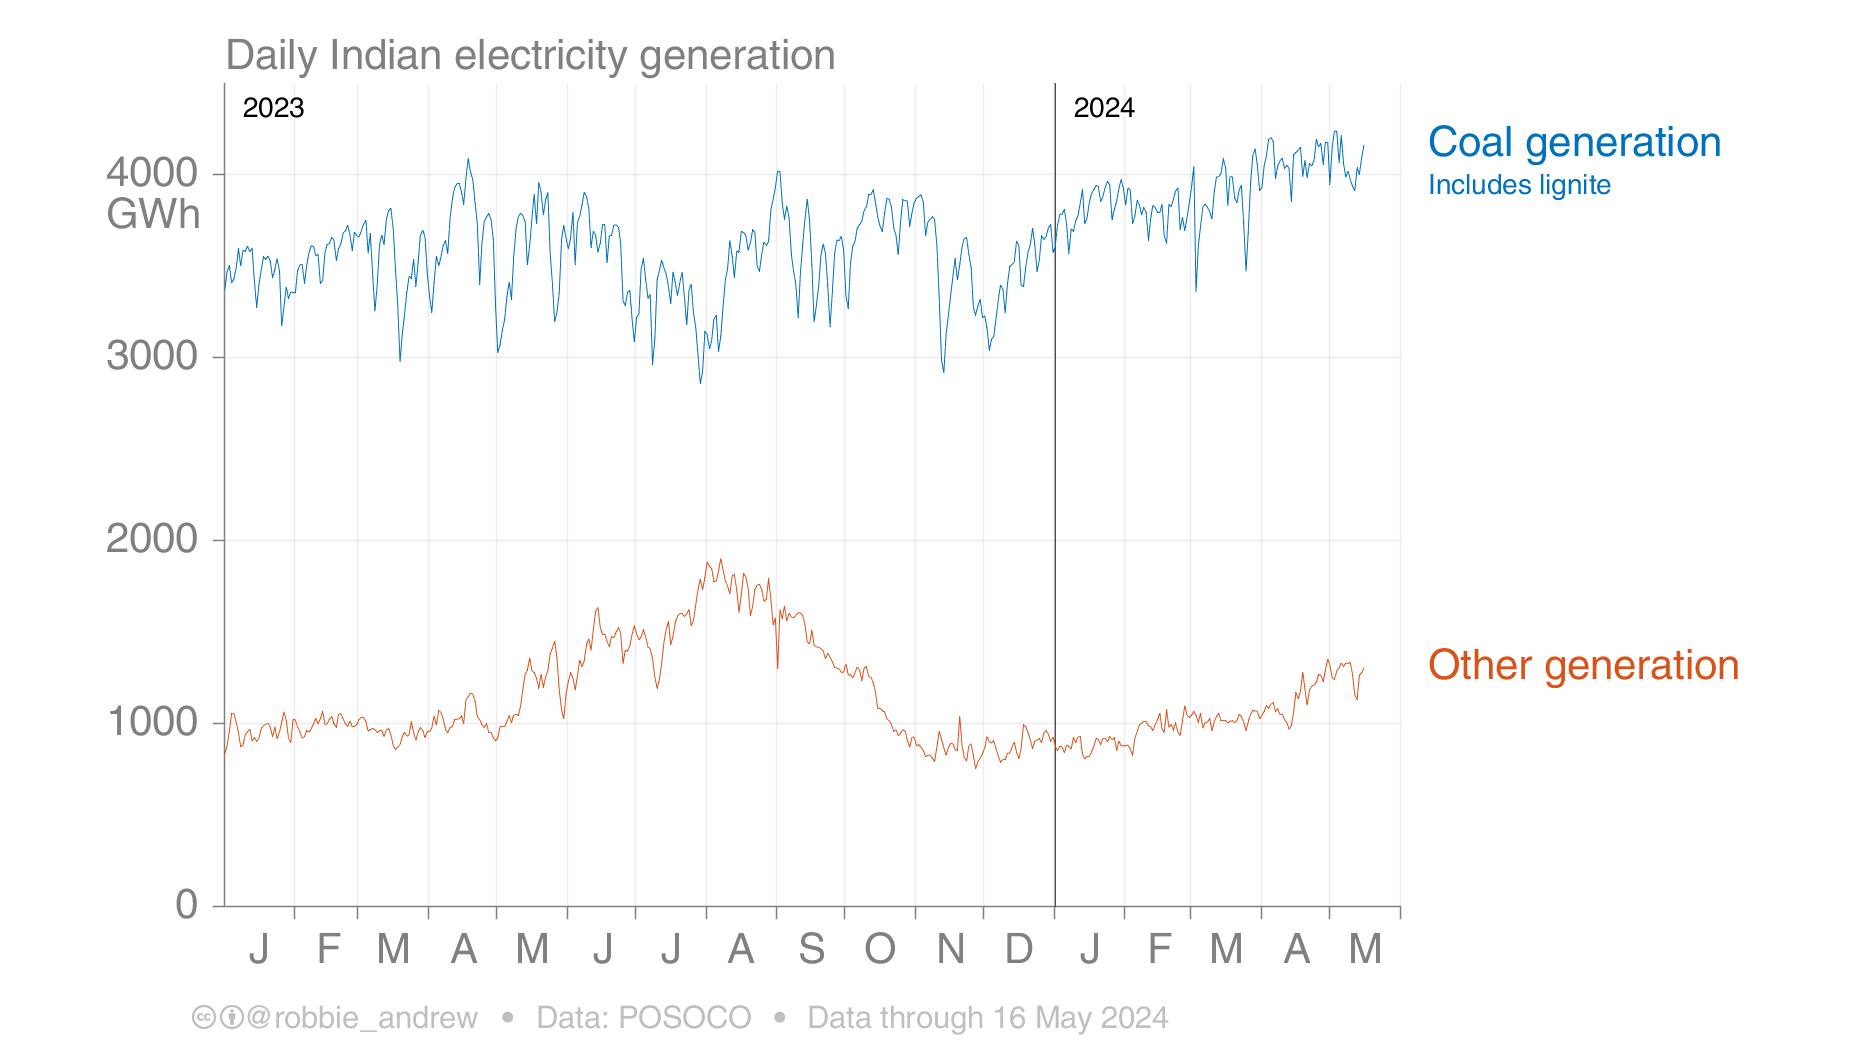 Daily Indian electricity generation
2023
2024
Coal generation
Includes lignite
4000
GWh
3000
2000
Other generation
1000
0
J F M A M J J A S O N D J F M A M
@robbie_andrew • Data: POSOCO • Data through 16 May 2024